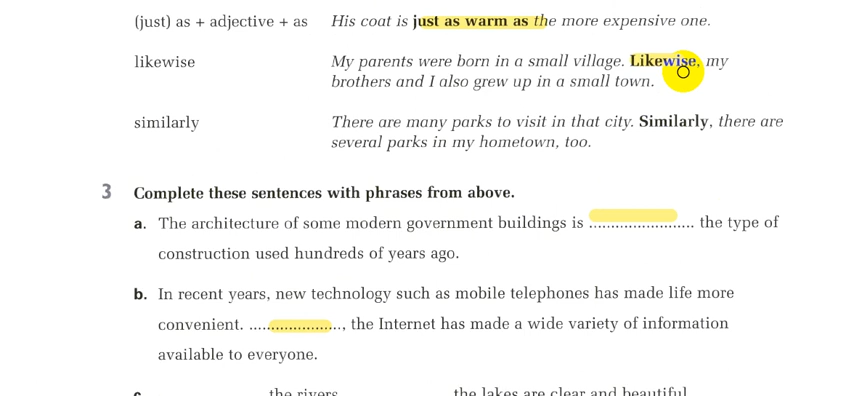 (just) as + adjective + as His coat is just as warm as the more expensive one.
likewise My parents were born in a small village. Likewise, my
brothers and I also grew up in a small town.
similarly There are many parks to visit in that city. Similarly, there are
several parks in my hometown, too.
3 Complete these sentences with phrases from above.
a. The architecture of some modern government buildings is ........................ the type of
construction used hundreds of years ago.
b. In recent years, new technology such as mobile telephones has made life more
convenient. ......................, the Internet has made a wide variety of information
available to everyone.
c. the rivers the lakes are clear and beautiful